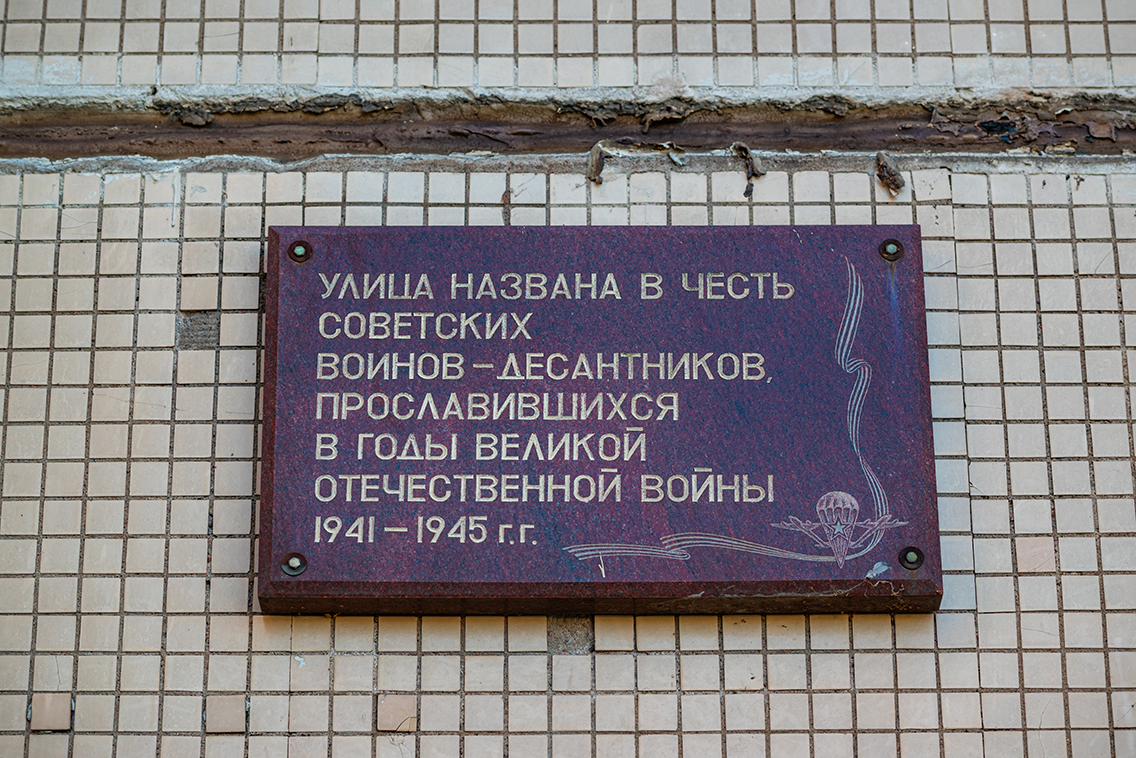 УЛИЦА НАЗВАНА В ЧЕСТЬ
СОВЕТСКИХ
ВОИНОВ – ДЕСАНТНИКОВ,
ПРОСЛАВИВШИХСЯ
В ГОДЫ ВЕЛИКОЙ
ОТЕЧЕСТВЕННОЙ ВОЙНЫ
1941 – 1945 г.г.